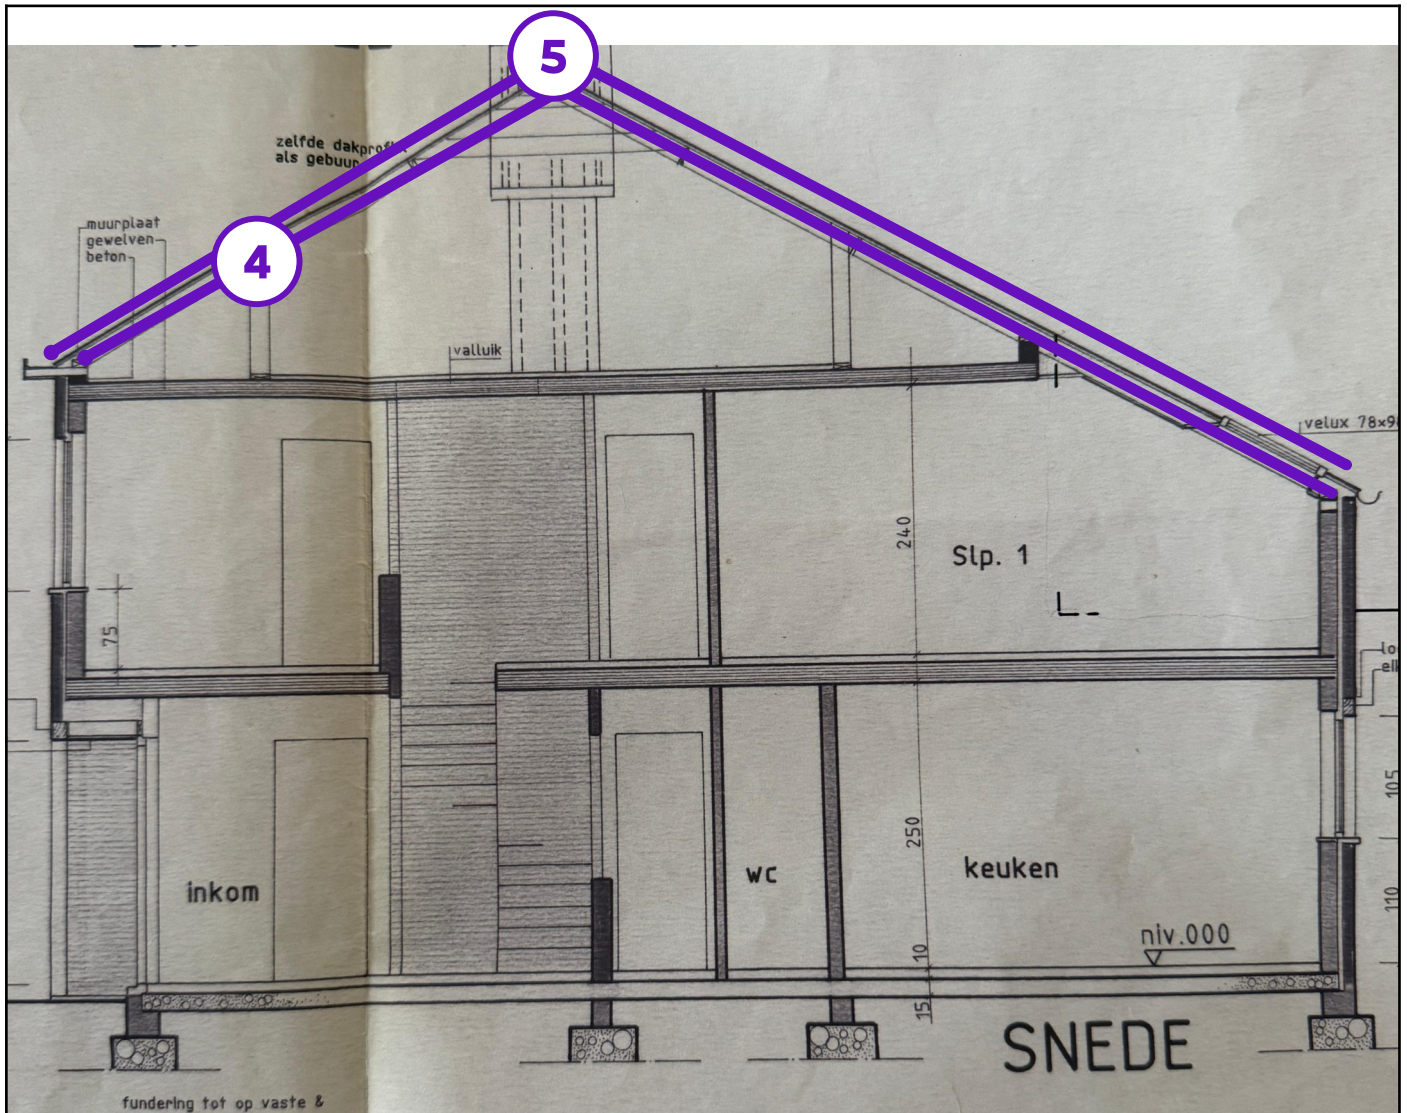 5
zelfde dakprofiel
als gebuur
4
muurplaat
gewelven
beton
valluik
velux 78x9
240
Slp. 1
75
250
105
110
inkom
wc
keuken
niv.000
10
15
SNEDE
fundering tot op vaste &